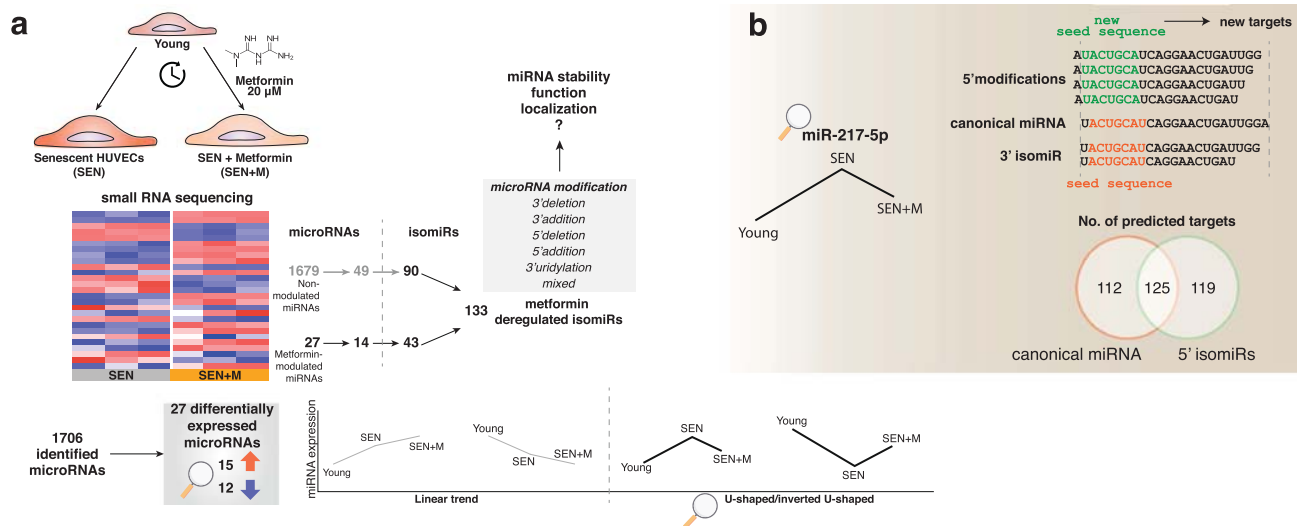 a
Young
NH NH
N N H NH2
Metformin
20 µM
Senescent HUVECs
(SEN)
SEN + Metformin
(SEN+M)
small RNA sequencing
SEN
SEN+M
microRNAs
isomiRs
1679
49
90
Non-
modulated
miRNAs
27
14
43
Metformin-
modulated
miRNAs
133
metformin
deregulated isomiRs
microRNA modification
3'deletion
3'addition
5'deletion
5'addition
3'uridylation
mixed
miRNA stability
function
localization
?
1706
identified
microRNAs
27 differentially
expressed
microRNAs
15
12
miRNA expression
Young
SEN
SEN+M
Young
SEN
SEN+M
Linear trend
Young
SEN
SEN+M
Young
SEN
SEN+M
U-shaped/inverted U-shaped
b
miR-217-5p
Young
SEN
SEN+M
new
seed sequence
new targets
5'modifications
AUACUGCAUCAGGAACUGAUUGG
AUACUGCAUCAGGAACUGAUUG
AUACUGCAUCAGGAACUGAUU
AUACUGCAUCAGGAACUGAU
canonical miRNA
UACUGCAUCAGGAACUGAUUGGA
3' isomiR
UACUGCAUCAGGAACUGAUUGG
UACUGCAUCAGGAACUGAU
seed sequence
No. of predicted targets
112
125
119
canonical miRNA
5' isomiRs